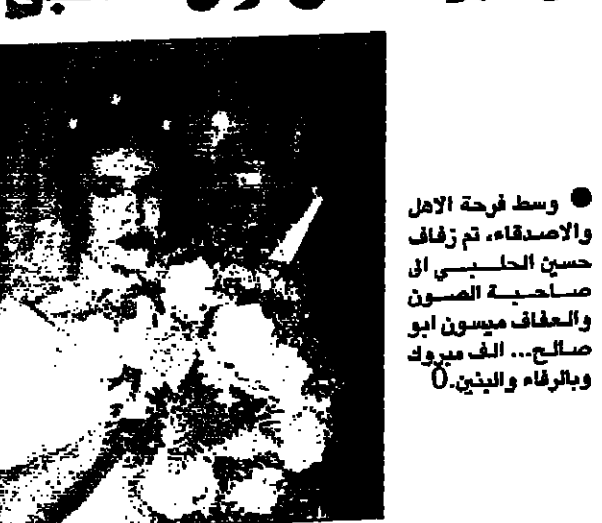 ● وسط فرحة الاهل
والاصدقاء، تم زفاف
حسين الحلبي الى
صاحبة الصون
والعفاف ميسون ابو
صالح... الف مبروك
وبالرفاء والبنين.